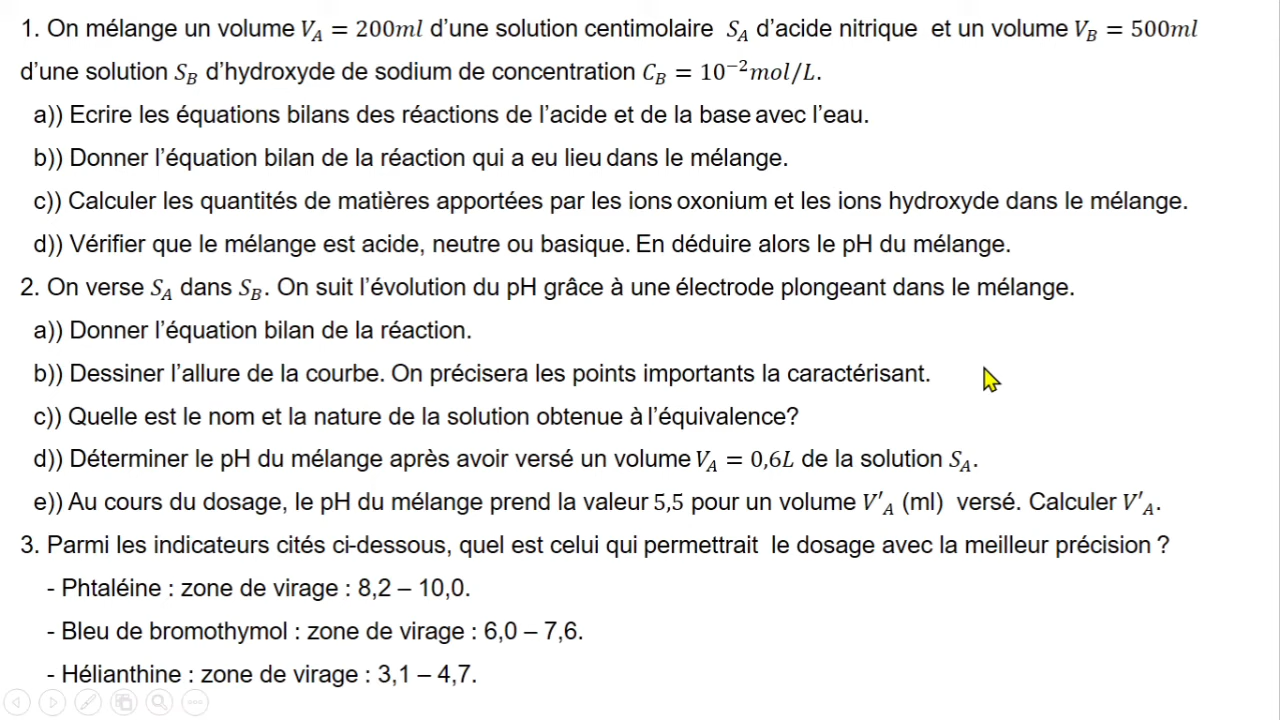 1. On mélange un volume V_A = 200ml d’une solution centimolaire S_A d’acide nitrique et un volume V_B = 500ml
d’une solution S_B d’hydroxyde de sodium de concentration C_B = 10⁻²mol/L.
a)) Ecrire les équations bilans des réactions de l’acide et de la base avec l’eau.
b)) Donner l’équation bilan de la réaction qui a eu lieu dans le mélange.
c)) Calculer les quantités de matières apportées par les ions oxonium et les ions hydroxyde dans le mélange.
d)) Vérifier que le mélange est acide, neutre ou basique. En déduire alors le pH du mélange.
2. On verse S_A dans S_B. On suit l’évolution du pH grâce à une électrode plongeant dans le mélange.
a)) Donner l’équation bilan de la réaction.
b)) Dessiner l’allure de la courbe. On précisera les points importants la caractérisant.
c)) Quelle est le nom et la nature de la solution obtenue à l’équivalence?
d)) Déterminer le pH du mélange après avoir versé un volume V_A = 0,6L de la solution S_A.
e)) Au cours du dosage, le pH du mélange prend la valeur 5,5 pour un volume V'_A (ml) versé. Calculer V'_A.
3. Parmi les indicateurs cités ci-dessous, quel est celui qui permettrait le dosage avec la meilleur précision ?
- Phtaléine : zone de virage : 8,2 – 10,0.
- Bleu de bromothymol : zone de virage : 6,0 – 7,6.
- Hélianthine : zone de virage : 3,1 – 4,7.